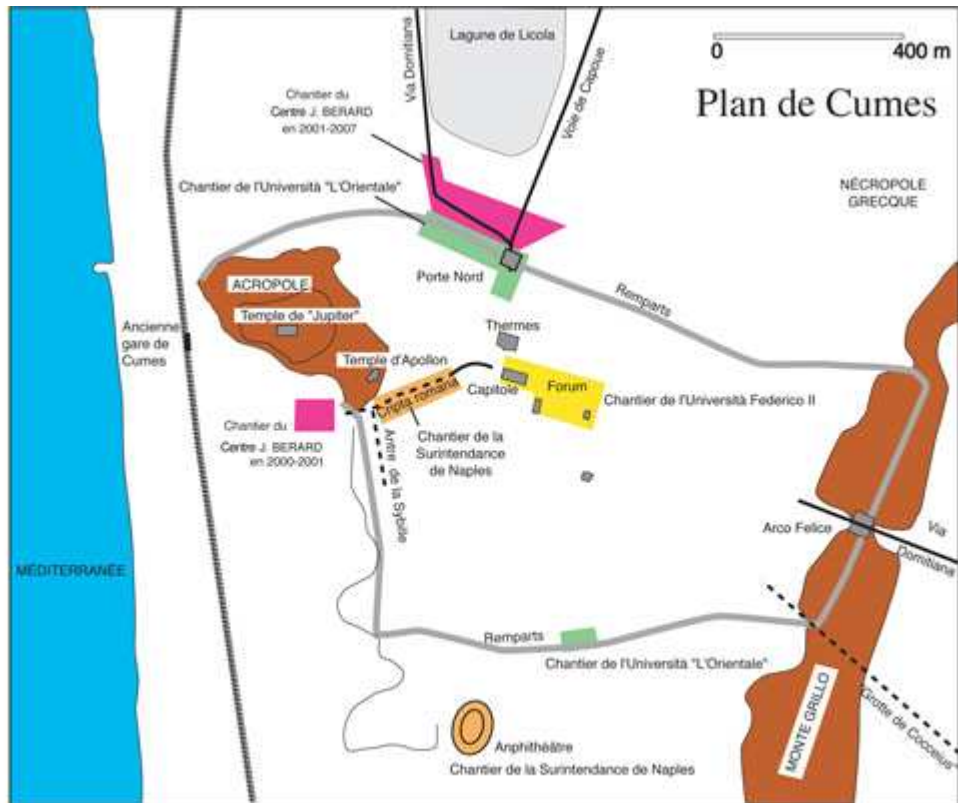 Lagune de Licola
0 400 m
Plan de Cumes
Via Domitiana
Voie de Capoue
Chantier du
Centre J. BERARD
en 2001-2007
Chantier de l'Università "L'Orientale"
NÉCROPOLE
GRECQUE
Porte Nord
Remparts
ACROPOLE
Temple de "Jupiter"
Ancienne
gare de
Cumes
Thermes
Temple d'Apollon
Capitole
Forum
Cripta romana
Chantier de l'Università Federico II
Chantier du
Centre J. BERARD
en 2000-2001
Chantier de la
Surintendance
de Naples
Antre de la Sybille
Arco Felice
Via
Domitiana
MÉDITERRANÉE
Remparts
Chantier de l'Università "L'Orientale"
MONTE GRILLO
"Grotte de Cocceius"
Anphithéâtre
Chantier de la Surintendance de Naples